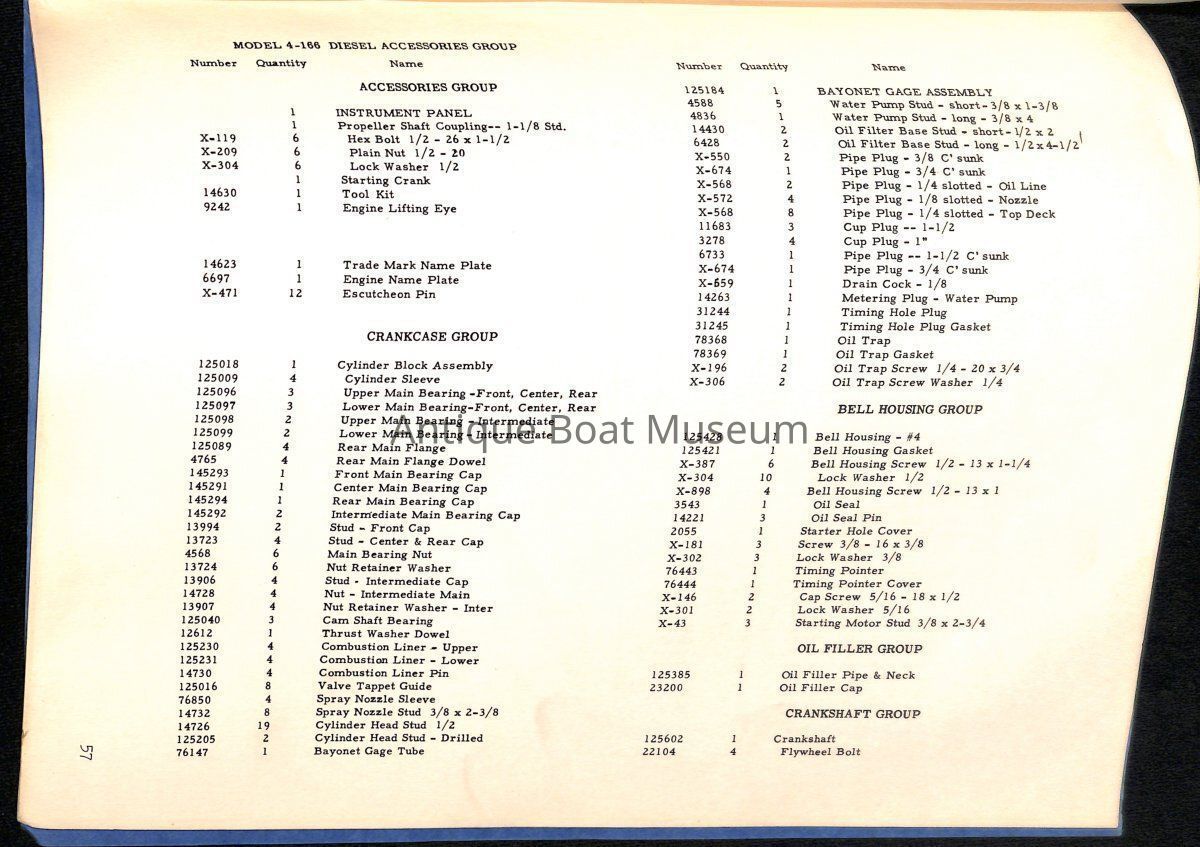 MODEL 4-166 DIESEL ACCESSORIES GROUP
Number Quantity Name
ACCESSORIES GROUP
1 INSTRUMENT PANEL
1 Propeller Shaft Coupling-- 1-1/8 Std.
X-119 6 Hex Bolt 1/2 - 26 x 1-1/2
X-209 6 Plain Nut 1/2 - 20
X-304 6 Lock Washer 1/2
1 Starting Crank
14630 1 Tool Kit
9242 1 Engine Lifting Eye
14623 1 Trade Mark Name Plate
6697 1 Engine Name Plate
X-471 12 Escutcheon Pin
CRANKCASE GROUP
125018 1 Cylinder Block Assembly
125009 4 Cylinder Sleeve
125096 3 Upper Main Bearing -Front, Center, Rear
125097 3 Lower Main Bearing-Front, Center, Rear
125098 2 Upper Main Bearing - Intermediate
125099 2 Lower Main Bearing - Intermediate
125089 4 Rear Main Flange
4765 4 Rear Main Flange Dowel
145293 1 Front Main Bearing Cap
145291 1 Center Main Bearing Cap
145294 1 Rear Main Bearing Cap
145292 2 Intermediate Main Bearing Cap
13994 2 Stud - Front Cap
13723 4 Stud - Center & Rear Cap
4568 6 Main Bearing Nut
13724 6 Nut Retainer Washer
13906 4 Stud - Intermediate Cap
14728 4 Nut - Intermediate Main
13907 4 Nut Retainer Washer - Inter
125040 3 Cam Shaft Bearing
12612 1 Thrust Washer Dowel
125230 4 Combustion Liner - Upper
125231 4 Combustion Liner - Lower
14730 4 Combustion Liner Pin
125016 8 Valve Tappet Guide
76850 4 Spray Nozzle Sleeve
14732 8 Spray Nozzle Stud 3/8 x 2-3/8
14726 19 Cylinder Head Stud 1/2
125205 2 Cylinder Head Stud - Drilled
76147 1 Bayonet Gage Tube
57
Number Quantity Name
125184 1 BAYONET GAGE ASSEMBLY
4588 5 Water Pump Stud - short - 3/8 x 1-3/8
4836 1 Water Pump Stud - long - 3/8 x 4
14430 2 Oil Filter Base Stud - short - 1/2 x 2
6428 2 Oil Filter Base Stud - long - 1/2 x 4-1/2
X-550 2 Pipe Plug - 3/8 C' sunk
X-674 1 Pipe Plug - 3/4 C' sunk
X-568 2 Pipe Plug - 1/4 slotted - Oil Line
X-572 4 Pipe Plug - 1/8 slotted - Nozzle
X-568 8 Pipe Plug - 1/4 slotted - Top Deck
11683 3 Cup Plug -- 1-1/2
3278 4 Cup Plug - 1"
6733 1 Pipe Plug -- 1-1/2 C' sunk
X-674 1 Pipe Plug - 3/4 C' sunk
X-659 1 Drain Cock - 1/8
14263 1 Metering Plug - Water Pump
31244 1 Timing Hole Plug
31245 1 Timing Hole Plug Gasket
78368 1 Oil Trap
78369 1 Oil Trap Gasket
X-196 2 Oil Trap Screw 1/4 - 20 x 3/4
X-306 2 Oil Trap Screw Washer 1/4
BELL HOUSING GROUP
Antique Boat Museum
125428 1 Bell Housing - #4
125421 1 Bell Housing Gasket
X-387 6 Bell Housing Screw 1/2 - 13 x 1-1/4
X-304 10 Lock Washer 1/2
X-898 4 Bell Housing Screw 1/2 - 13 x 1
3543 1 Oil Seal
14221 3 Oil Seal Pin
2055 1 Starter Hole Cover
X-181 3 Screw 3/8 - 16 x 3/8
X-302 3 Lock Washer 3/8
76443 1 Timing Pointer
76444 1 Timing Pointer Cover
X-146 2 Cap Screw 5/16 - 18 x 1/2
X-301 2 Lock Washer 5/16
X-43 3 Starting Motor Stud 3/8 x 2-3/4
OIL FILLER GROUP
125385 1 Oil Filler Pipe & Neck
23200 1 Oil Filler Cap
CRANKSHAFT GROUP
125602 1 Crankshaft
22104 4 Flywheel Bolt